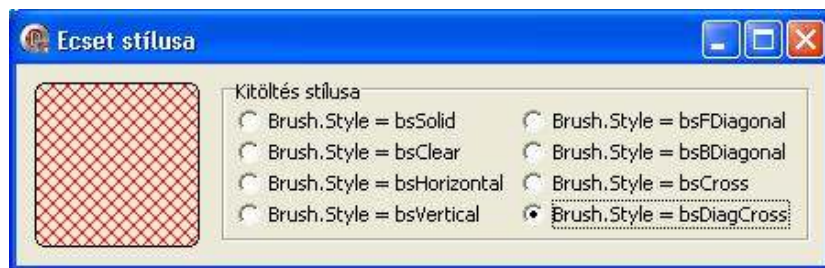 Ecset stílusa
Kitöltés stílusa
Brush.Style = bsSolid
Brush.Style = bsClear
Brush.Style = bsHorizontal
Brush.Style = bsVertical
Brush.Style = bsFDiagonal
Brush.Style = bsBDiagonal
Brush.Style = bsCross
Brush.Style = bsDiagCross